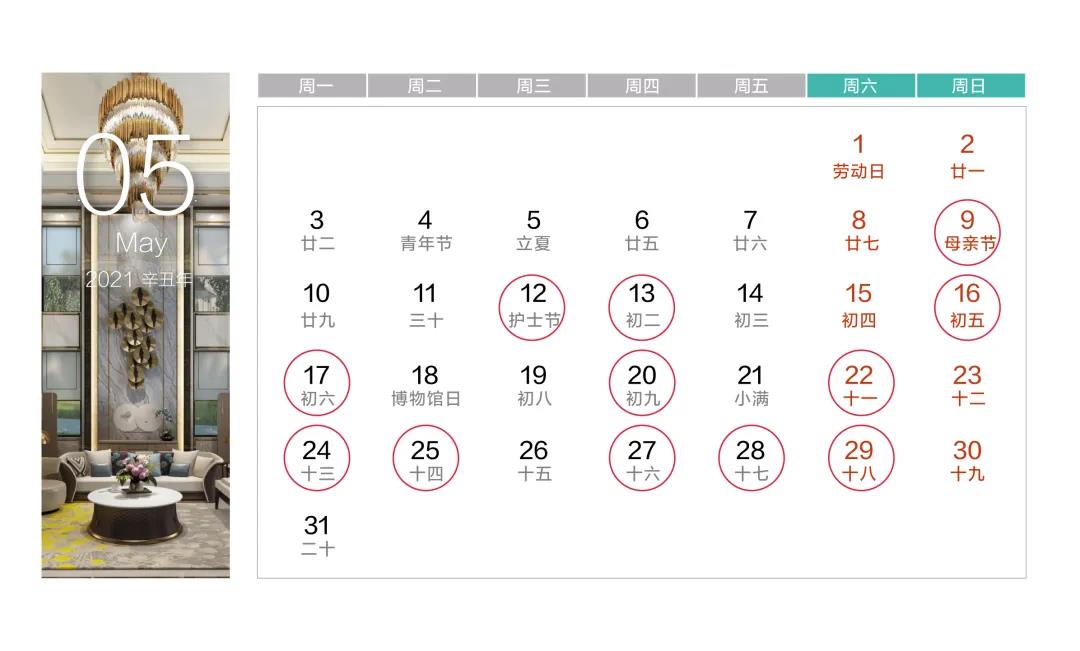 05
May
2021 辛丑年
周一 周二 周三 周四 周五 周六 周日
1 2
劳动日 廿一
3 4 5 6 7 8 9
廿二 青年节 立夏 廿五 廿六 廿七 母亲节
10 11 12 13 14 15 16
廿九 三十 护士节 初二 初三 初四 初五
17 18 19 20 21 22 23
初六 博物馆日 初八 初九 小满 十一 十二
24 25 26 27 28 29 30
十三 十四 十五 十六 十七 十八 十九
31
二十